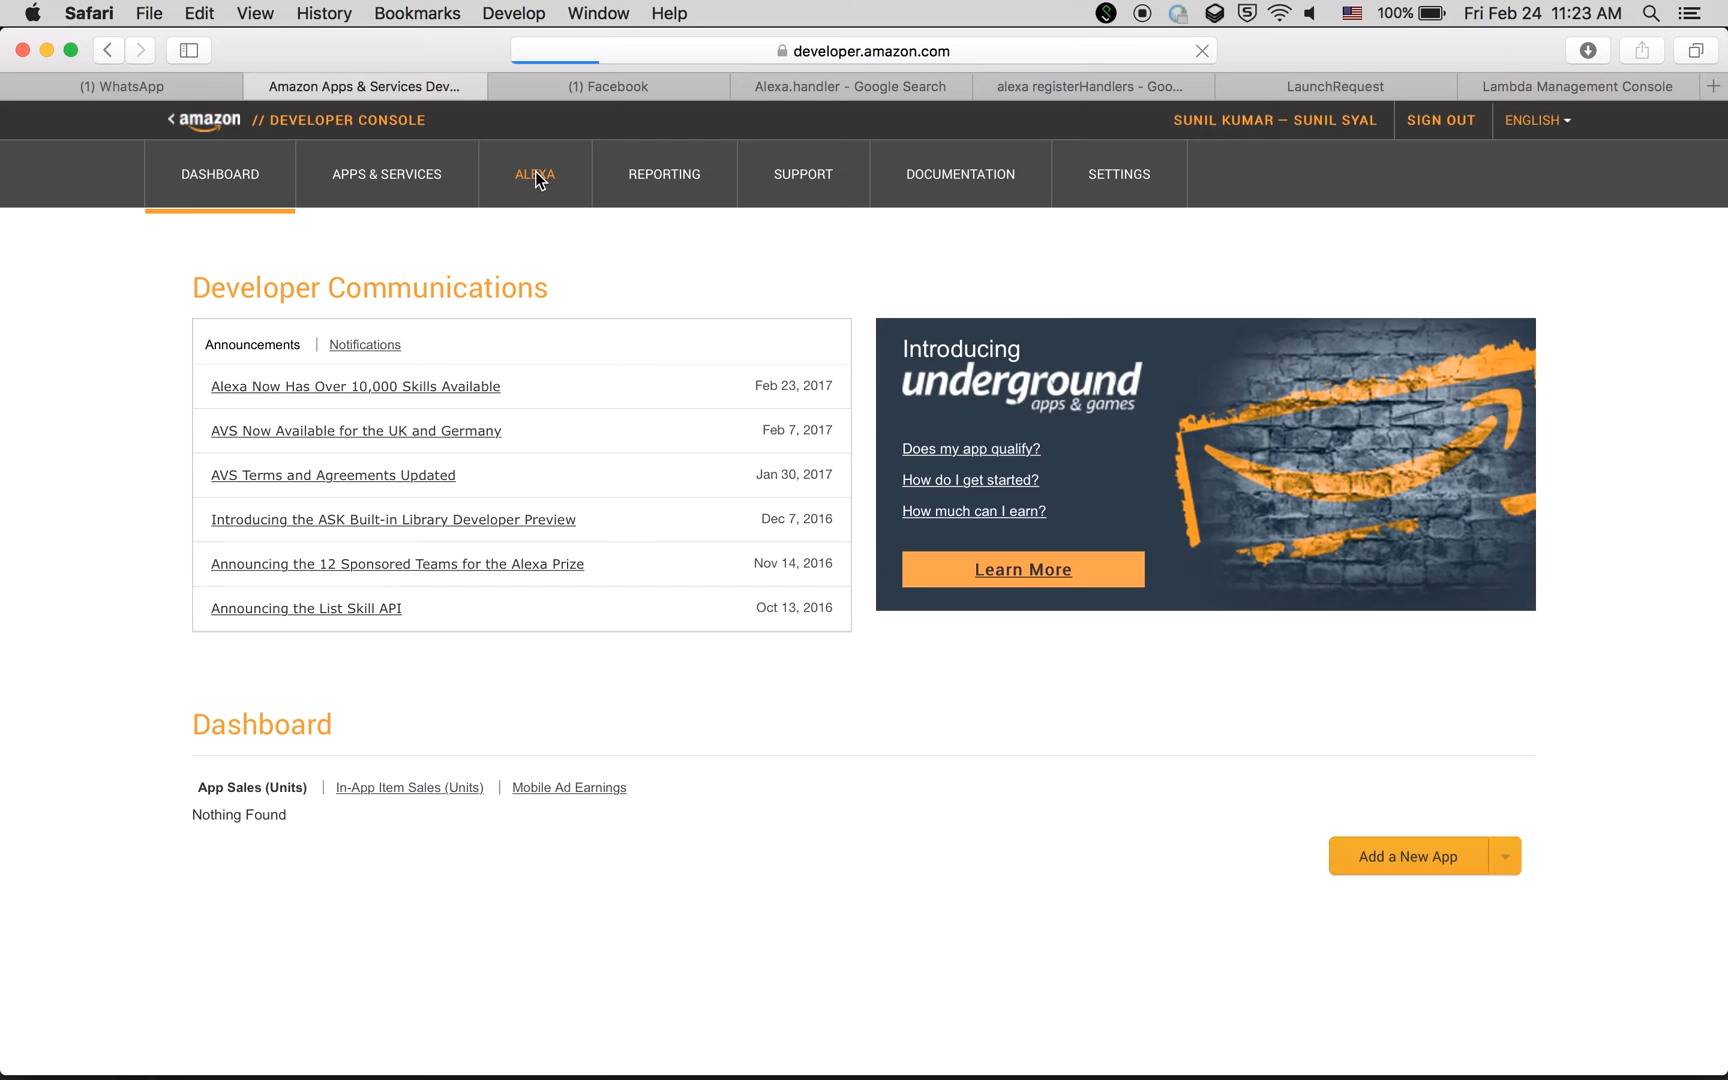 Safari File Edit View History Bookmarks Develop Window Help 100% Fri Feb 24 11:23 AM
developer.amazon.com
(1) WhatsApp Amazon Apps & Services Dev... (1) Facebook Alexa.handler - Google Search alexa registerHandlers - Goo... LaunchRequest Lambda Management Console
amazon // DEVELOPER CONSOLE SUNIL KUMAR — SUNIL SYAL SIGN OUT ENGLISH
DASHBOARD APPS & SERVICES ALEXA REPORTING SUPPORT DOCUMENTATION SETTINGS
Developer Communications
Announcements | Notifications
Alexa Now Has Over 10,000 Skills Available Feb 23, 2017
AVS Now Available for the UK and Germany Feb 7, 2017
AVS Terms and Agreements Updated Jan 30, 2017
Introducing the ASK Built-in Library Developer Preview Dec 7, 2016
Announcing the 12 Sponsored Teams for the Alexa Prize Nov 14, 2016
Announcing the List Skill API Oct 13, 2016
Introducing
underground
apps & games
Does my app qualify?
How do I get started?
How much can I earn?
Learn More
Dashboard
App Sales (Units) | In-App Item Sales (Units) | Mobile Ad Earnings
Nothing Found
Add a New App